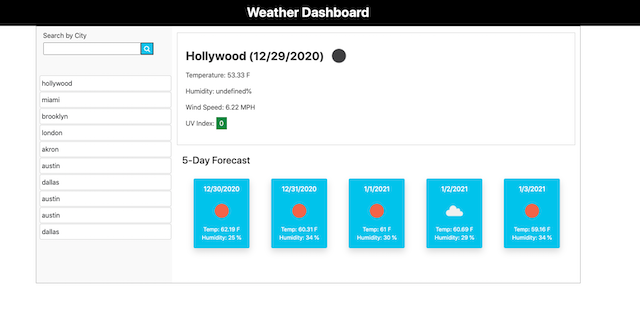 Weather Dashboard
Search by City
hollywood
miami
brooklyn
london
akron
austin
dallas
austin
austin
dallas
Hollywood (12/29/2020)
Temperature: 53.33 F
Humidity: undefined%
Wind Speed: 6.22 MPH
UV Index: 0
5-Day Forecast
12/30/2020
Temp: 62.19 F
Humidity: 25 %
12/31/2020
Temp: 60.31 F
Humidity: 34 %
1/1/2021
Temp: 61 F
Humidity: 30 %
1/2/2021
Temp: 60.69 F
Humidity: 29 %
1/3/2021
Temp: 59.16 F
Humidity: 34 %